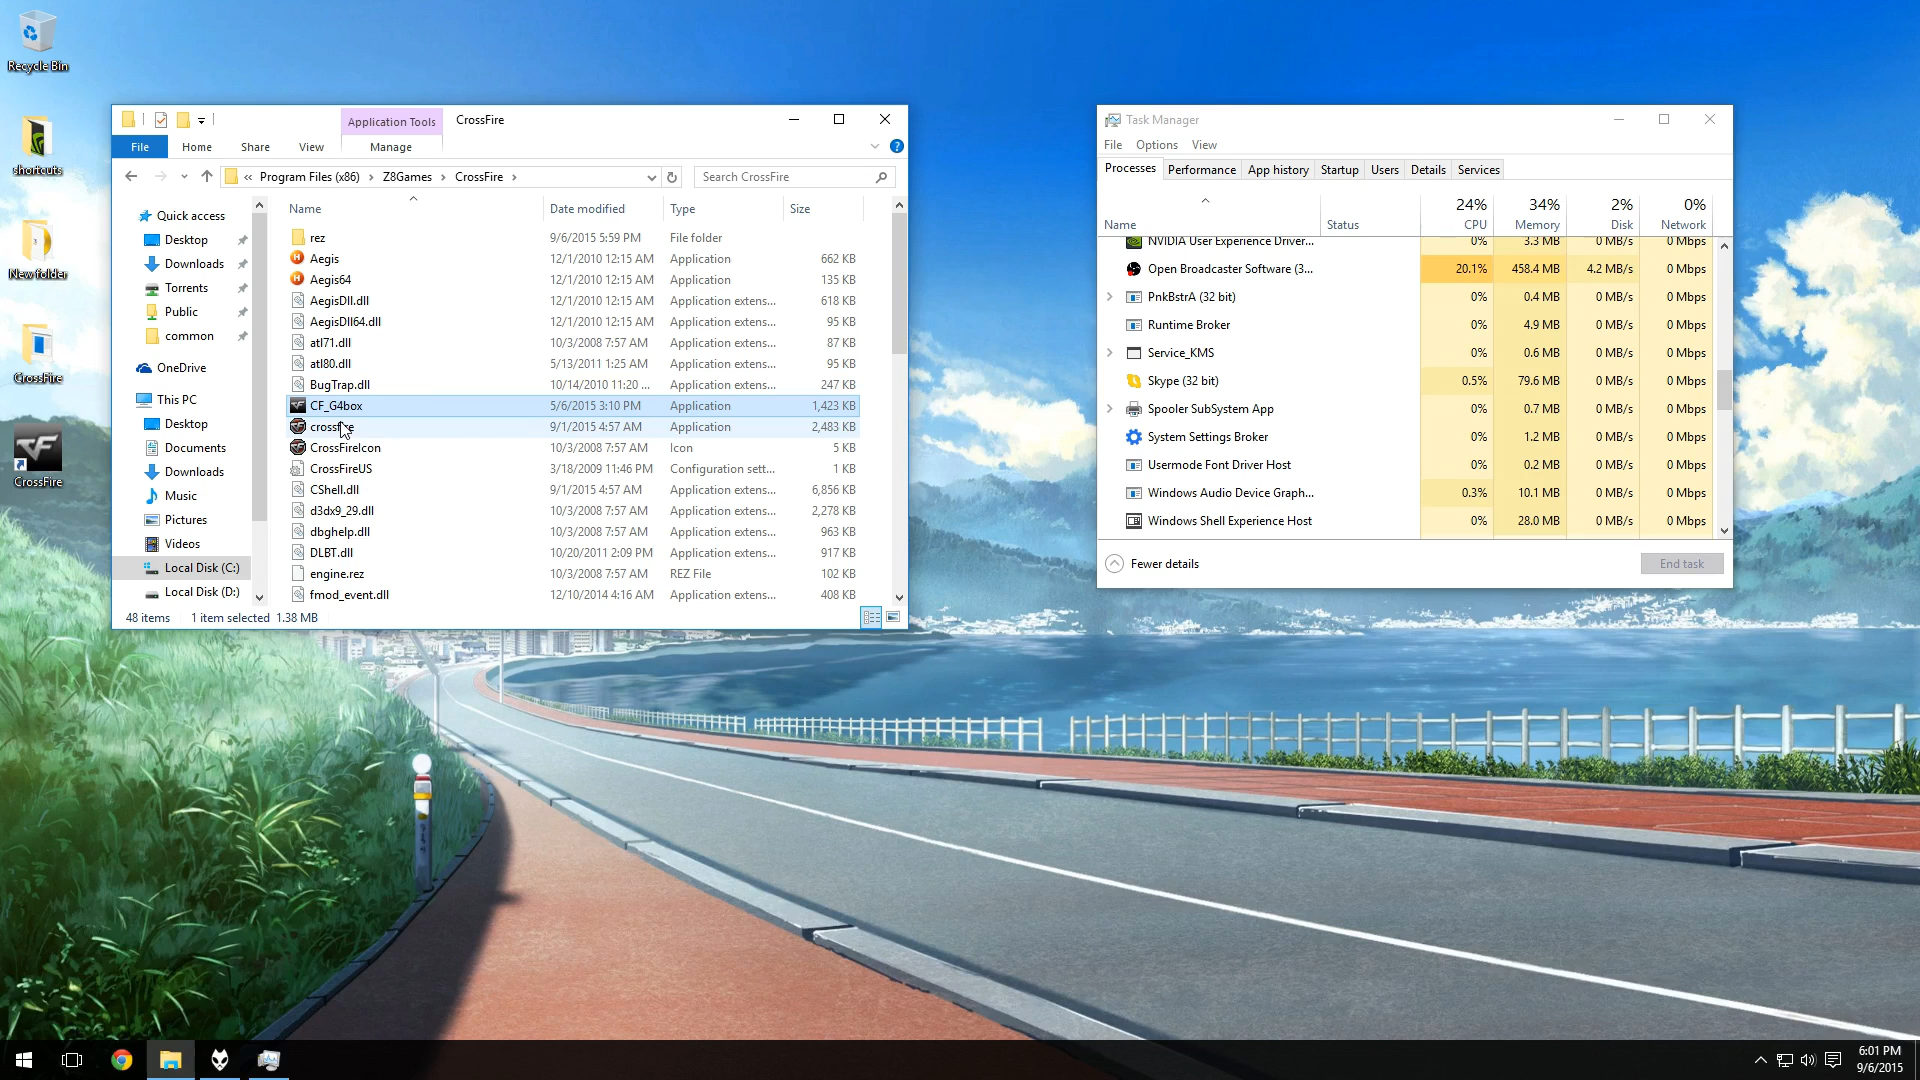 Recycle Bin
shortcuts
New folder
CrossFire
CrossFire
Application Tools
CrossFire
File
Home
Share
View
Manage
« Program Files (x86) > Z8Games > CrossFire >
Search CrossFire
Quick access
Desktop
Downloads
Torrents
Public
common
OneDrive
This PC
Desktop
Documents
Downloads
Music
Pictures
Videos
Local Disk (C:)
Local Disk (D:)
Name Date modified Type Size
rez 9/6/2015 5:59 PM File folder
Aegis 12/1/2010 12:15 AM Application 662 KB
Aegis64 12/1/2010 12:15 AM Application 135 KB
AegisDll.dll 12/1/2010 12:15 AM Application extens... 618 KB
AegisDll64.dll 12/1/2010 12:15 AM Application extens... 95 KB
atl71.dll 10/3/2008 7:57 AM Application extens... 87 KB
atl80.dll 5/13/2011 1:25 AM Application extens... 95 KB
BugTrap.dll 10/14/2010 11:20 ... Application extens... 247 KB
CF_G4box 5/6/2015 3:10 PM Application 1,423 KB
crossfire 9/1/2015 4:57 AM Application 2,483 KB
CrossFireIcon 10/3/2008 7:57 AM Icon 5 KB
CrossFireUS 3/18/2009 11:46 PM Configuration sett... 1 KB
CShell.dll 9/1/2015 4:57 AM Application extens... 6,856 KB
d3dx9_29.dll 10/3/2008 7:57 AM Application extens... 2,278 KB
dbghelp.dll 10/3/2008 7:57 AM Application extens... 963 KB
DLBT.dll 10/20/2011 2:09 PM Application extens... 917 KB
engine.rez 10/3/2008 7:57 AM REZ File 102 KB
fmod_event.dll 12/10/2014 4:16 AM Application extens... 408 KB
48 items 1 item selected 1.38 MB
Task Manager
File Options View
Processes Performance App history Startup Users Details Services
24% 34% 2% 0%
Name Status CPU Memory Disk Network
NVIDIA User Experience Driver... 0% 3.3 MB 0 MB/s 0 Mbps
Open Broadcaster Software (3... 20.1% 458.4 MB 4.2 MB/s 0 Mbps
PnkBstrA (32 bit) 0% 0.4 MB 0 MB/s 0 Mbps
Runtime Broker 0% 4.9 MB 0 MB/s 0 Mbps
Service_KMS 0% 0.6 MB 0 MB/s 0 Mbps
Skype (32 bit) 0.5% 79.6 MB 0 MB/s 0 Mbps
Spooler SubSystem App 0% 0.7 MB 0 MB/s 0 Mbps
System Settings Broker 0% 1.2 MB 0 MB/s 0 Mbps
Usermode Font Driver Host 0% 0.2 MB 0 MB/s 0 Mbps
Windows Audio Device Graph... 0.3% 10.1 MB 0 MB/s 0 Mbps
Windows Shell Experience Host 0% 28.0 MB 0 MB/s 0 Mbps
Fewer details
End task
6:01 PM
9/6/2015